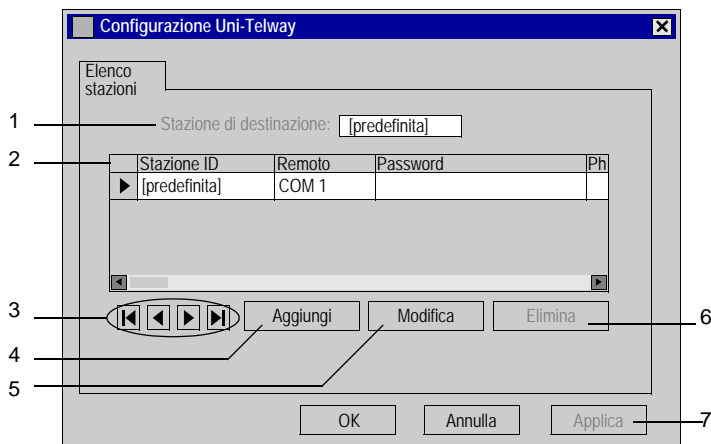 Configurazione Uni-Telway
Elenco
stazioni
1
Stazione di destinazione: [predefinita]
2
Stazione ID Remoto Password Ph
[predefinita] COM 1
3
Aggiungi Modifica Elimina
6
4
5
OK Annulla Applica
7